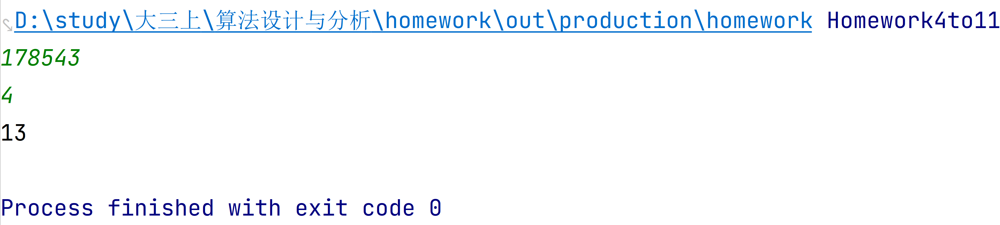 D:\study\大三上\算法设计与分析\homework\out\production\homework Homework4to11
178543
4
13
Process finished with exit code 0